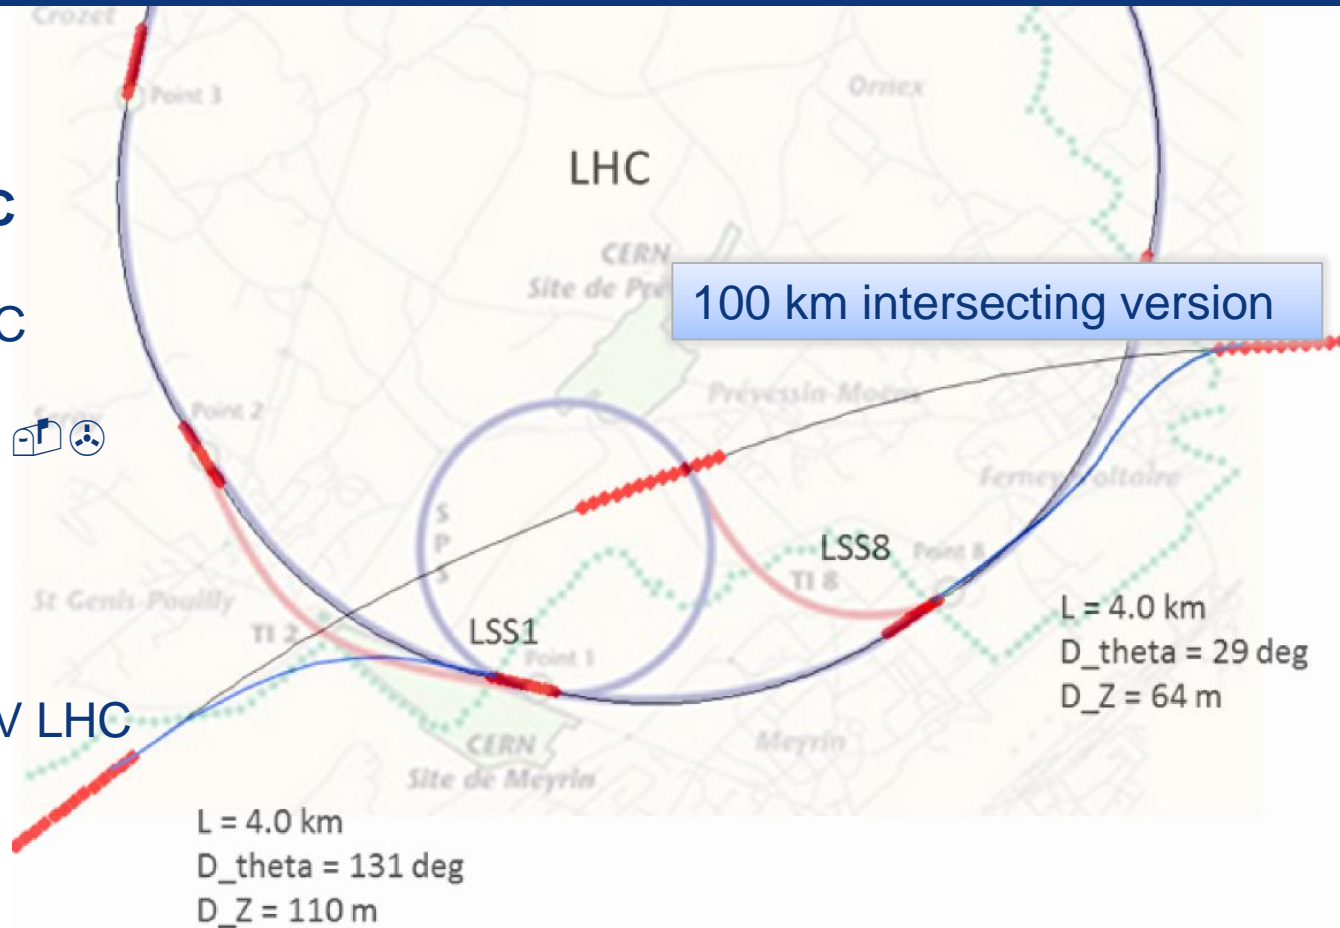 Crozet
Point 3
Ornex
LHC
C
CERN
Site de Pré
100 km intersecting version
C
Point 2
Prévessin-Moëns
Ferney-Voltaire
S
P
S
LSS8
Point 8
TI 8
St Genis-Pouilly
TI 2
LSS1
Point 1
L = 4.0 km
D_theta = 29 deg
D_Z = 64 m
V LHC
CERN
Site de Meyrin
Meyrin
L = 4.0 km
D_theta = 131 deg
D_Z = 110 m